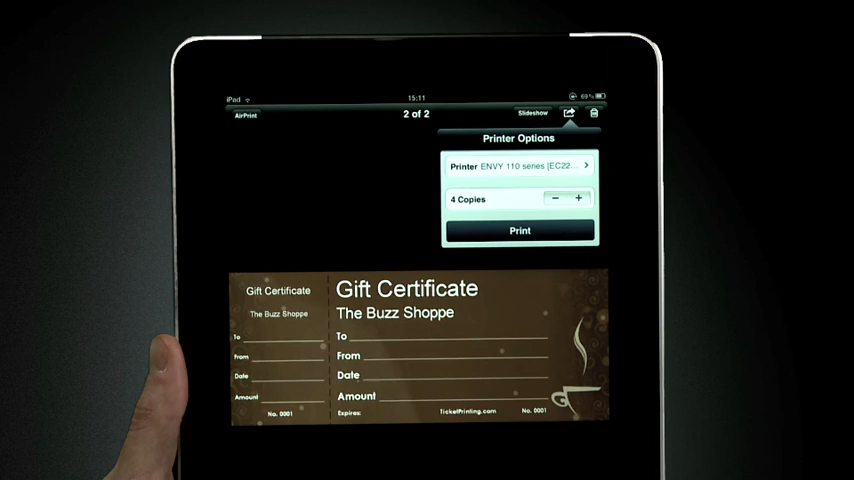 iPad 15:11 69%
AirPrint 2 of 2 Slideshow
Printer Options
Printer ENVY 110 series [EC22...
4 Copies - +
Print
Gift Certificate
The Buzz Shoppe
To
From
Date
Amount
No. 0001
Gift Certificate
The Buzz Shoppe
To
From
Date
Amount
Expires: TicketPrinting.com No. 0001